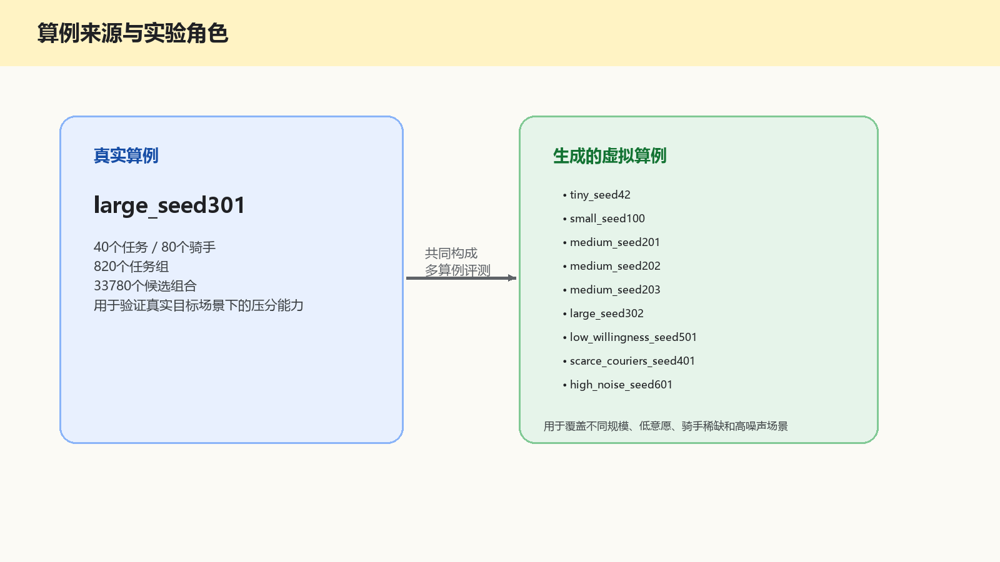 算例来源与实验角色
真实算例
large_seed301
40个任务 / 80个骑手
820个任务组
33780个候选组合
用于验证真实目标场景下的压分能力
共同构成
多算例评测
生成的虚拟算例
• tiny_seed42
• small_seed100
• medium_seed201
• medium_seed202
• medium_seed203
• large_seed302
• low_willingness_seed501
• scarce_couriers_seed401
• high_noise_seed601
用于覆盖不同规模、低意愿、骑手稀缺和高噪声场景